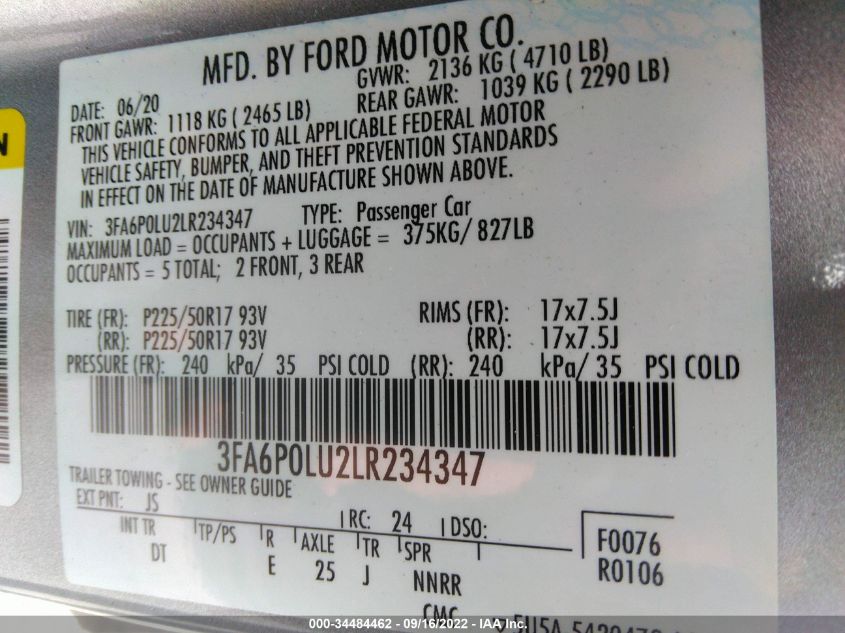 MFD. BY FORD MOTOR CO.
DATE: 06/20 GVWR: 2136 KG ( 4710 LB)
FRONT GAWR: 1118 KG ( 2465 LB) REAR GAWR: 1039 KG ( 2290 LB)
THIS VEHICLE CONFORMS TO ALL APPLICABLE FEDERAL MOTOR
VEHICLE SAFETY, BUMPER, AND THEFT PREVENTION STANDARDS
IN EFFECT ON THE DATE OF MANUFACTURE SHOWN ABOVE.
VIN: 3FA6P0LU2LR234347 TYPE: Passenger Car
MAXIMUM LOAD = OCCUPANTS + LUGGAGE = 375KG/ 827LB
OCCUPANTS = 5 TOTAL; 2 FRONT, 3 REAR
TIRE (FR): P225/50R17 93V RIMS (FR): 17x7.5J
(RR): P225/50R17 93V (RR): 17x7.5J
PRESSURE (FR): 240 kPa/ 35 PSI COLD (RR): 240 kPa/ 35 PSI COLD
3FA6P0LU2LR234347
TRAILER TOWING - SEE OWNER GUIDE
EXT PNT: JS RC: 24 DSO:
INT TR TP/PS R AXLE TR SPR F0076
DT E 25 J NNRR R0106
000-34484462 - 09/16/2022 - IAA Inc.